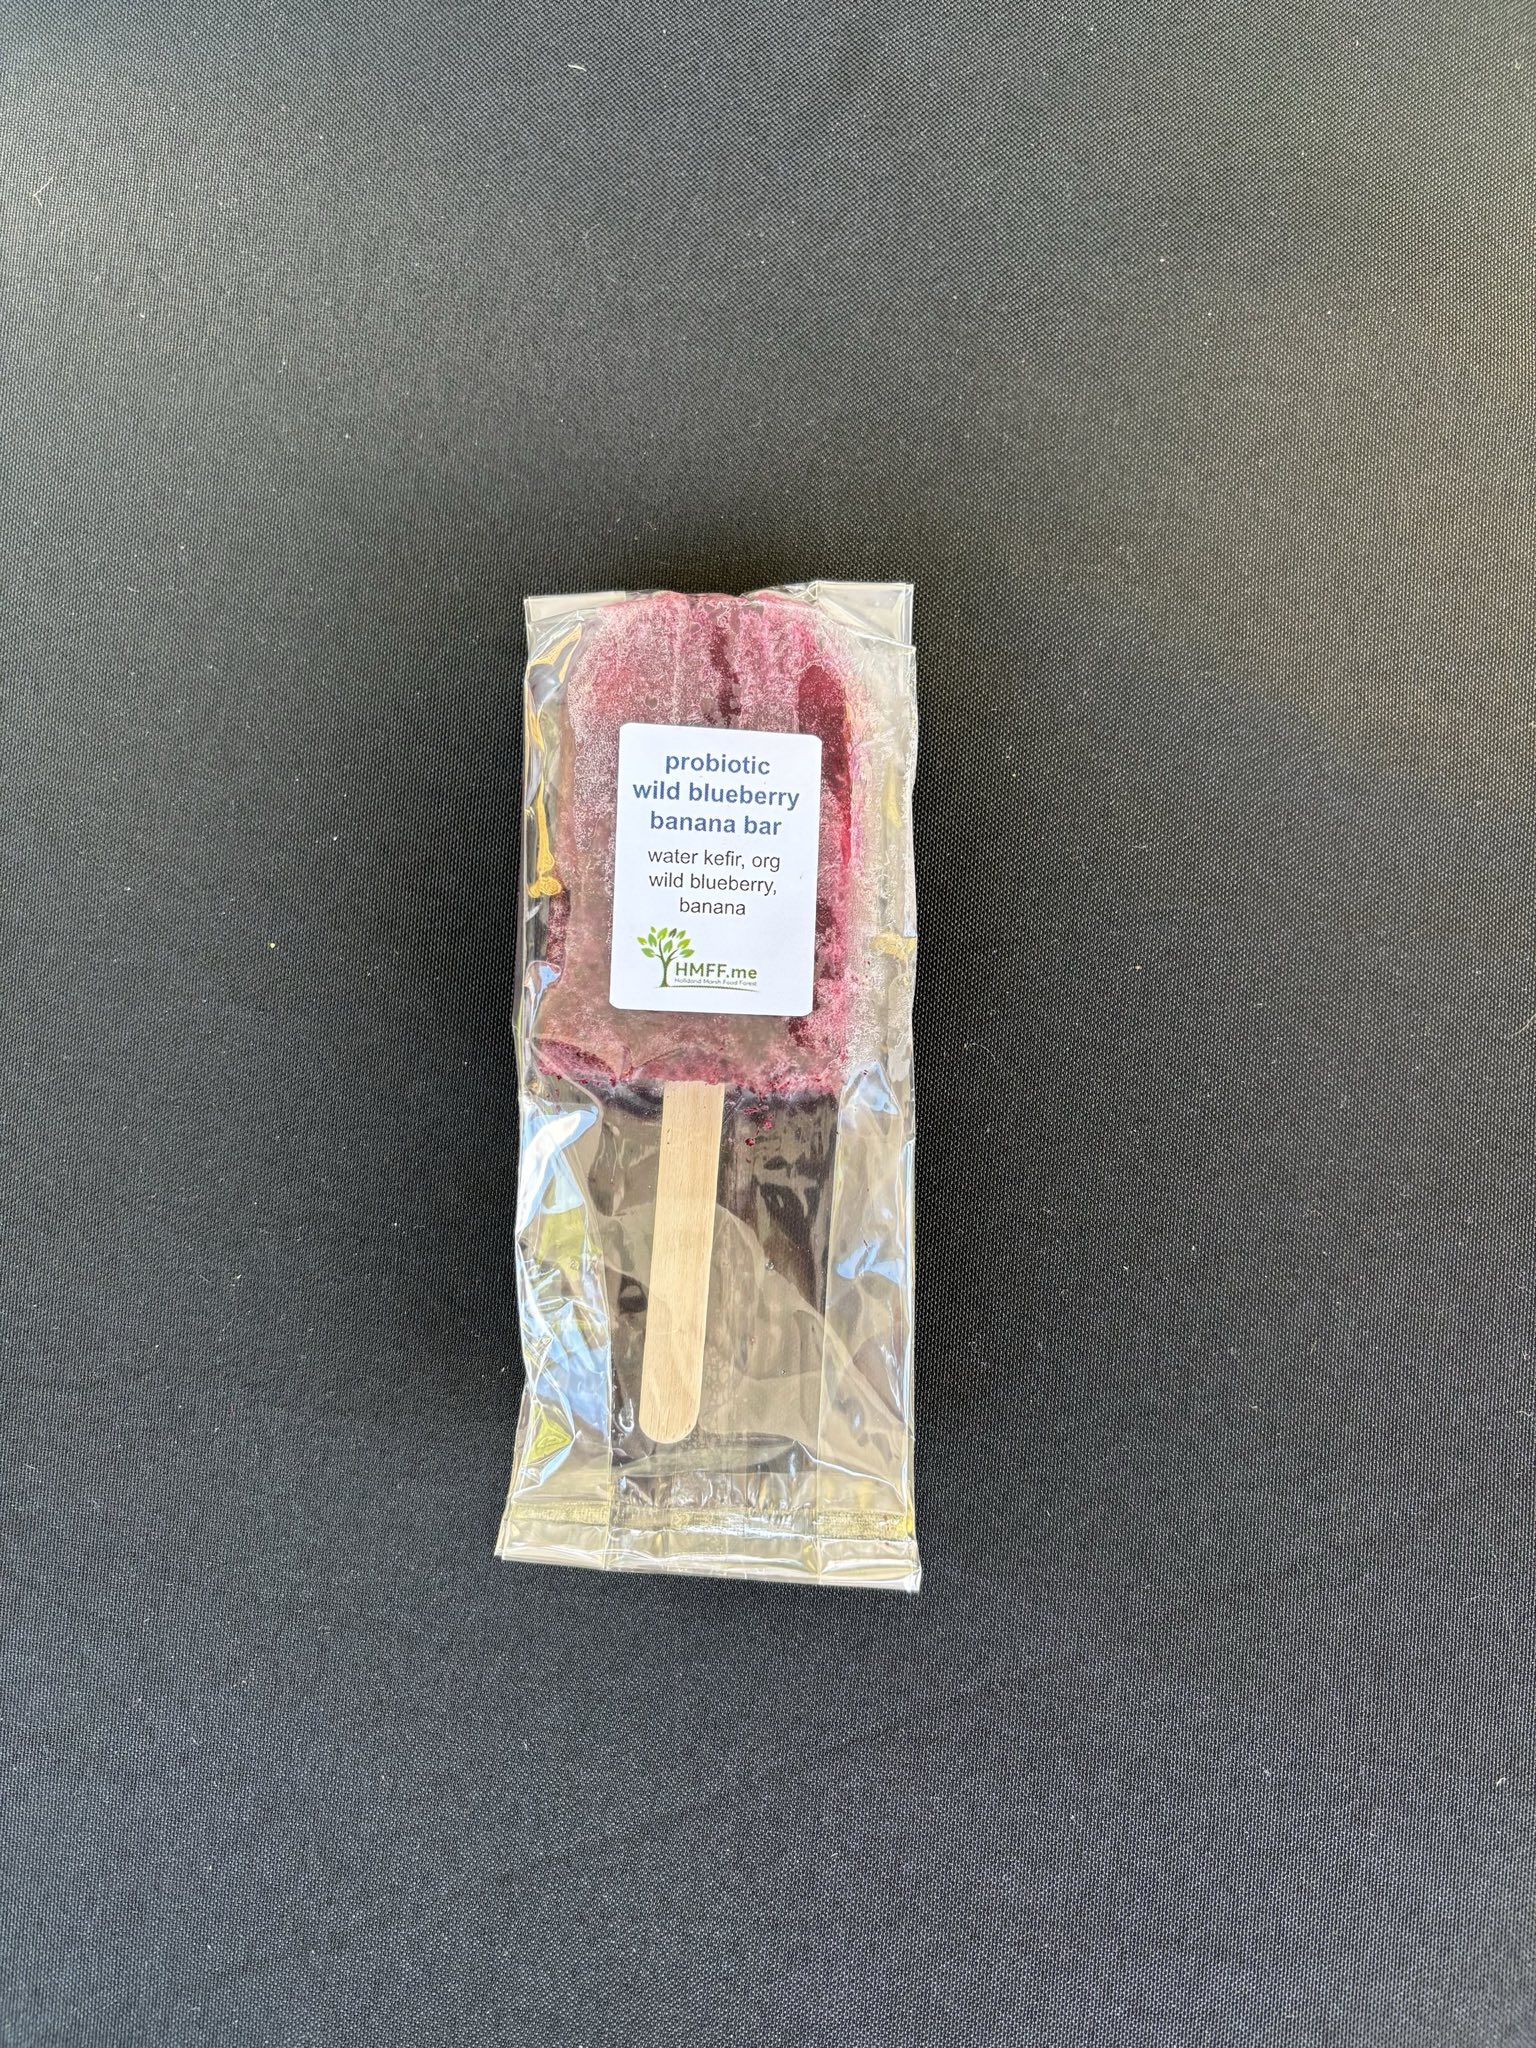 probiotic
wild blueberry
banana bar
water kefir, org
wild blueberry,
banana
HMFF.me
Holland Marsh Food Forest